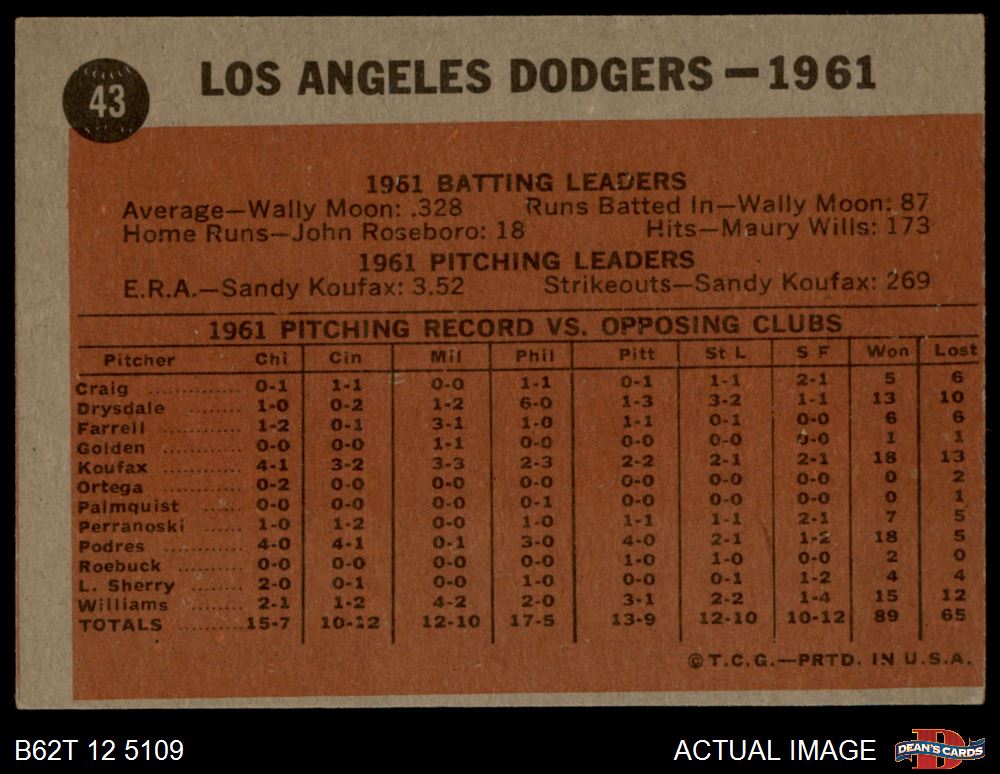 43
LOS ANGELES DODGERS — 1961
1961 BATTING LEADERS
Average—Wally Moon: .328 Runs Batted In—Wally Moon: 87
Home Runs—John Roseboro: 18 Hits—Maury Wills: 173
1961 PITCHING LEADERS
E.R.A.—Sandy Koufax: 3.52 Strikeouts—Sandy Koufax: 269
1961 PITCHING RECORD VS. OPPOSING CLUBS
Pitcher Chi Cin Mil Phil Pitt St L S F Won Lost
Craig 0-1 1-1 0-0 1-1 0-1 1-1 2-1 5 6
Drysdale 1-0 0-2 1-2 6-0 1-3 3-2 1-1 13 10
Farrell 1-2 0-1 3-1 1-0 1-1 0-1 0-0 6 6
Golden 0-0 0-0 1-1 0-0 0-0 0-0 0-0 1 1
Koufax 4-1 3-2 3-3 2-3 2-2 2-1 2-1 18 13
Ortega 0-2 0-0 0-0 0-0 0-0 0-0 0-0 0 2
Palmquist 0-0 0-0 0-0 0-1 0-0 0-0 0-0 0 1
Perranoski 1-0 1-2 0-0 1-0 1-1 1-1 2-1 7 5
Podres 4-0 4-1 0-1 3-0 4-0 2-1 1-2 18 5
Roebuck 0-0 0-0 0-0 0-0 1-0 1-0 0-0 2 0
L. Sherry 2-0 0-1 0-0 1-0 0-0 0-1 1-2 4 4
Williams 2-1 1-2 4-2 2-0 3-1 2-2 1-4 15 12
TOTALS 15-7 10-12 12-10 17-5 13-9 12-10 10-12 89 65
© T.C.G.—PRTD. IN U.S.A.
B62T 12 5109 ACTUAL IMAGE D DEAN'S CARDS